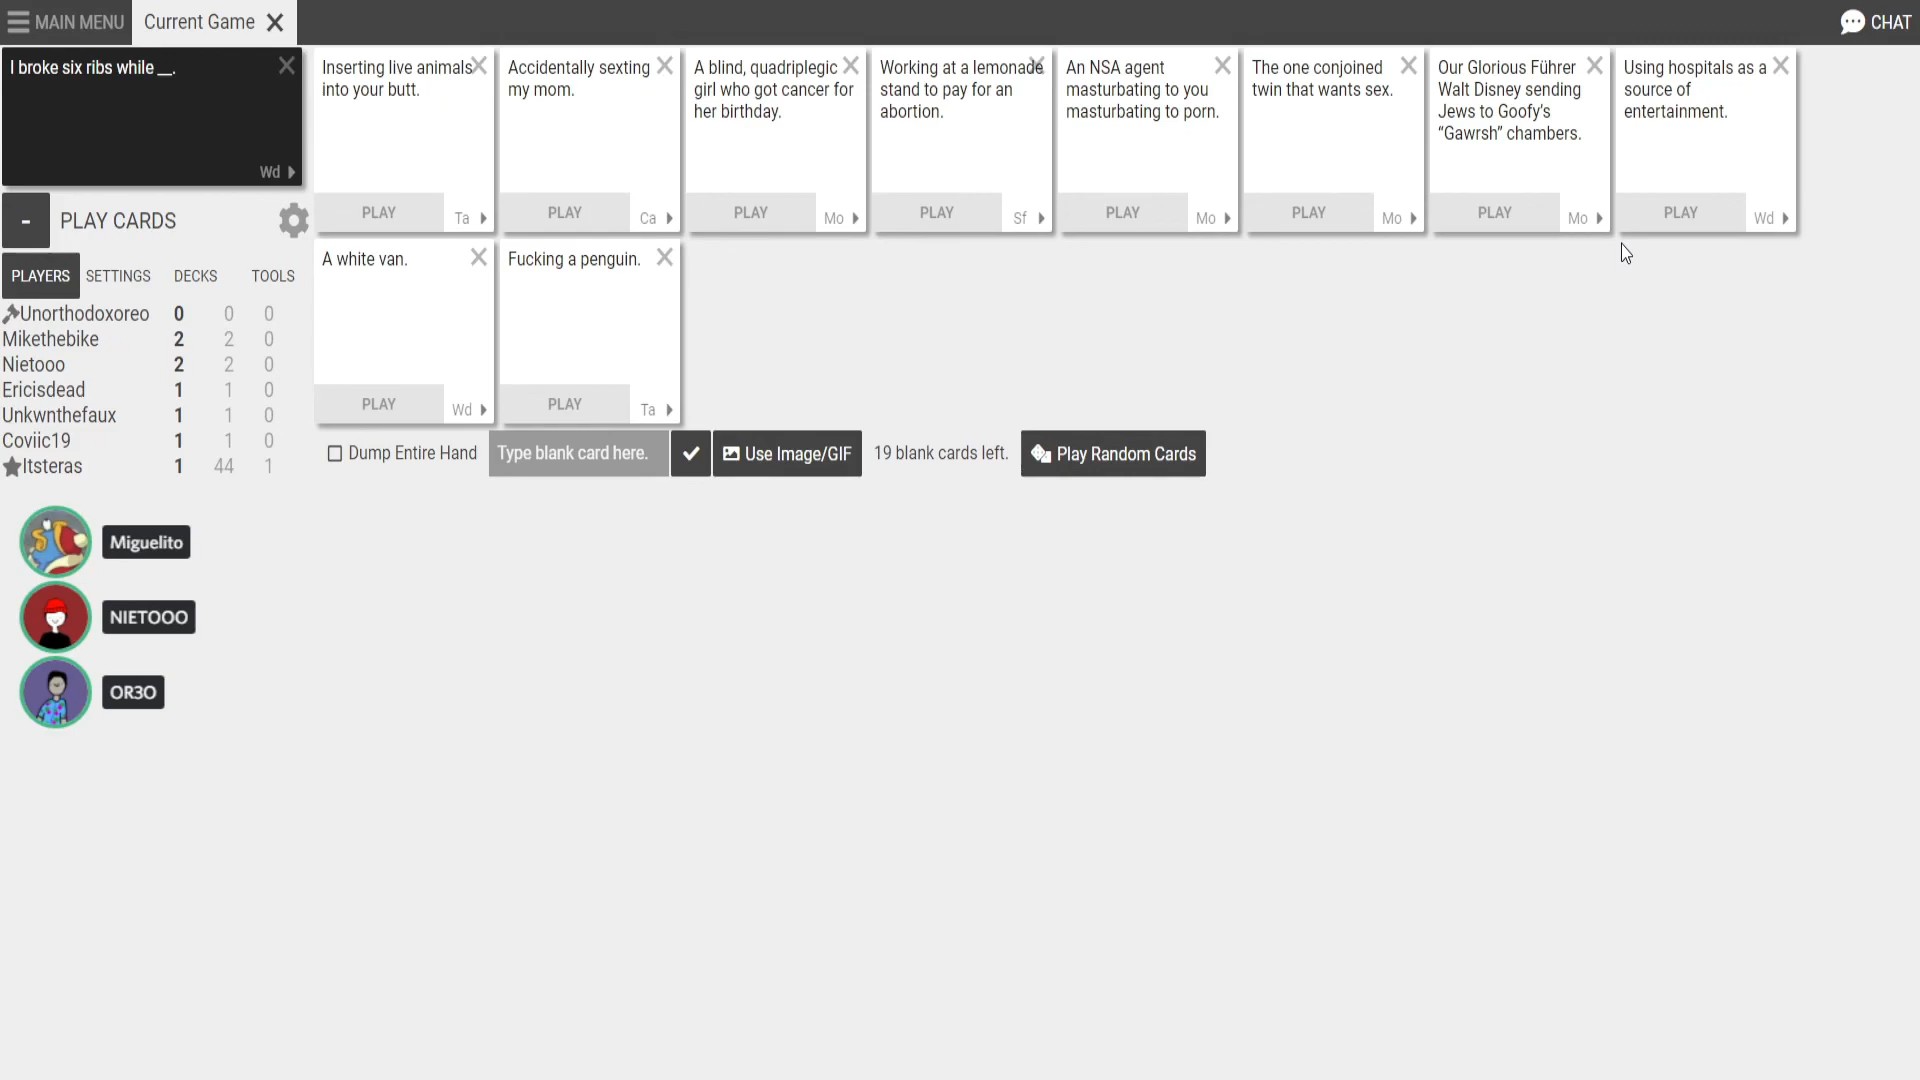 MAIN MENU
Current Game
CHAT
I broke six ribs while __.
Wd
Inserting live animals
into your butt.
PLAY
Ta
Accidentally sexting
my mom.
PLAY
Ca
A blind, quadriplegic
girl who got cancer for
her birthday.
PLAY
Mo
Working at a lemonade
stand to pay for an
abortion.
PLAY
Sf
An NSA agent
masturbating to you
masturbating to porn.
PLAY
Mo
The one conjoined
twin that wants sex.
PLAY
Mo
Our Glorious Führer
Walt Disney sending
Jews to Goofy's
“Gawrsh” chambers.
PLAY
Mo
Using hospitals as a
source of
entertainment.
PLAY
Wd
- PLAY CARDS
PLAYERS SETTINGS DECKS TOOLS
Unorthodoxoreo 0 0 0
Mikethebike 2 2 0
Nietooo 2 2 0
Ericisdead 1 1 0
Unkwnthefaux 1 1 0
Coviic19 1 1 0
Itsteras 1 44 1
A white van.
PLAY
Wd
Fucking a penguin.
PLAY
Ta
Dump Entire Hand
Type blank card here.
Use Image/GIF
19 blank cards left.
Play Random Cards
Miguelito
NIETOOO
OR3O